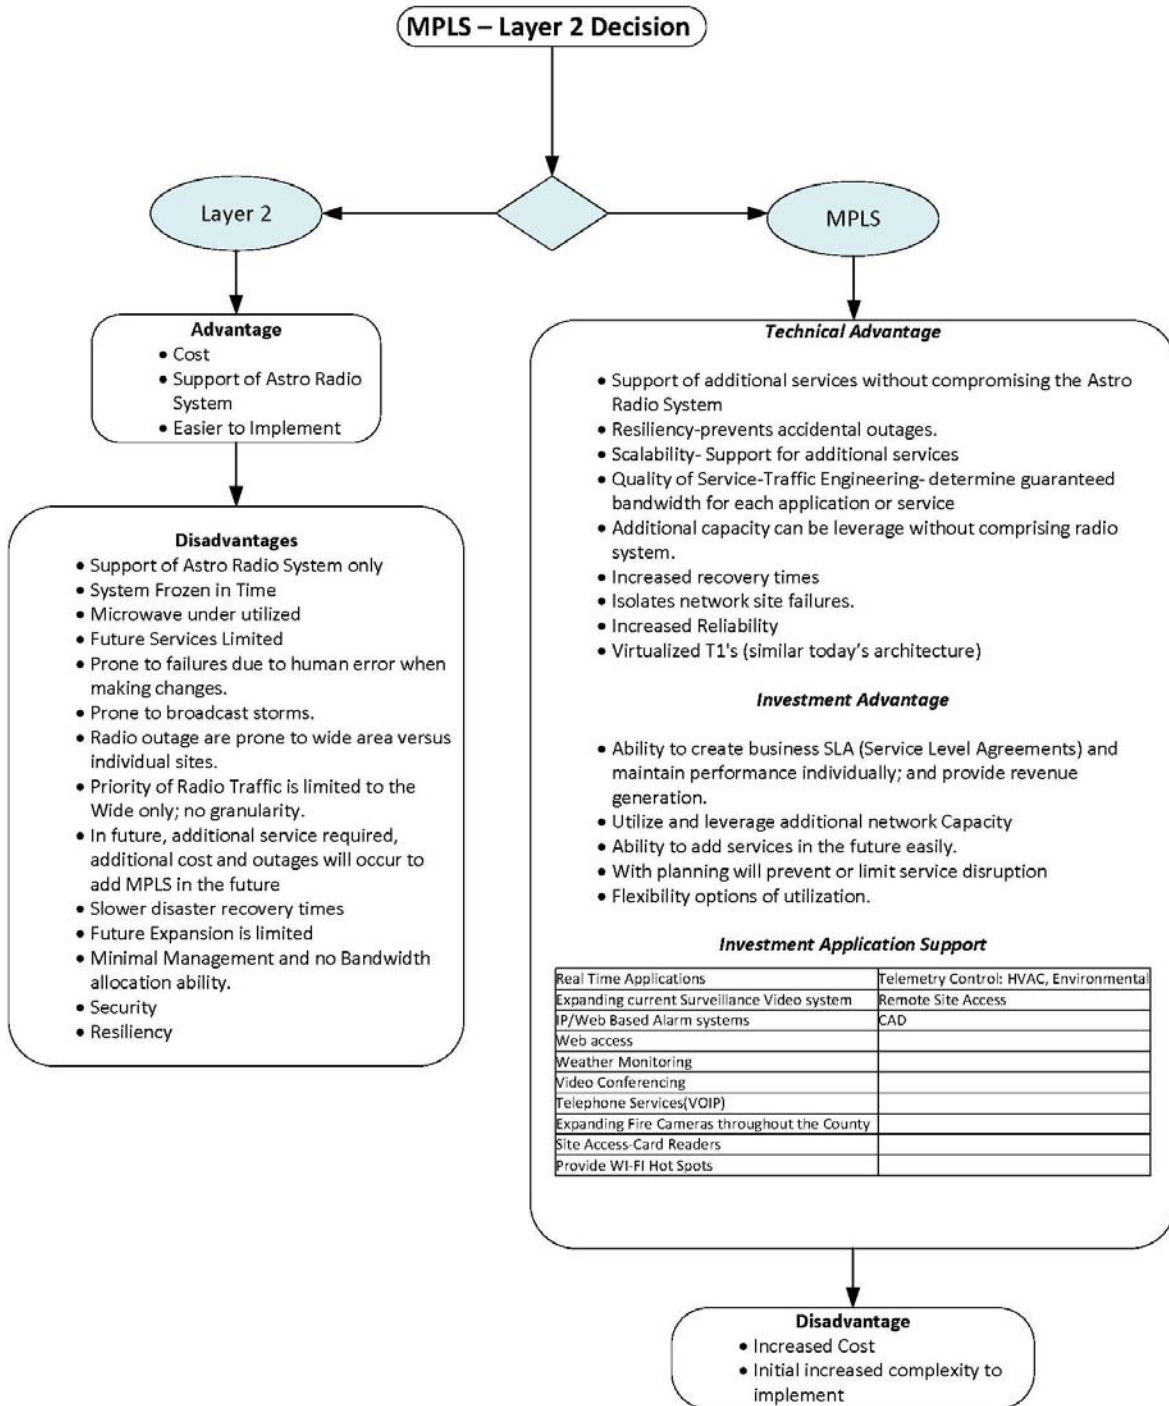 MPLS – Layer 2 Decision
Layer 2
MPLS
Advantage
• Cost
• Support of Astro Radio
System
• Easier to Implement
Disadvantages
• Support of Astro Radio System only
• System Frozen in Time
• Microwave under utilized
• Future Services Limited
• Prone to failures due to human error when
making changes.
• Prone to broadcast storms.
• Radio outage are prone to wide area versus
individual sites.
• Priority of Radio Traffic is limited to the
Wide only; no granularity.
• In future, additional service required,
additional cost and outages will occur to
add MPLS in the future
• Slower disaster recovery times
• Future Expansion is limited
• Minimal Management and no Bandwidth
allocation ability.
• Security
• Resiliency
Technical Advantage
• Support of additional services without compromising the Astro
Radio System
• Resiliency-prevents accidental outages.
• Scalability- Support for additional services
• Quality of Service-Traffic Engineering- determine guaranteed
bandwidth for each application or service
• Additional capacity can be leverage without comprising radio
system.
• Increased recovery times
• Isolates network site failures.
• Increased Reliability
• Virtualized T1's (similar today's architecture)
Investment Advantage
• Ability to create business SLA (Service Level Agreements) and
maintain performance individually; and provide revenue
generation.
• Utilize and leverage additional network Capacity
• Ability to add services in the future easily.
• With planning will prevent or limit service disruption
• Flexibility options of utilization.
Investment Application Support
Real Time Applications Telemetry Control: HVAC, Environmental
Expanding current Surveillance Video system Remote Site Access
IP/Web Based Alarm systems CAD
Web access
Weather Monitoring
Video Conferencing
Telephone Services(VOIP)
Expanding Fire Cameras throughout the County
Site Access-Card Readers
Provide WI-FI Hot Spots
Disadvantage
• Increased Cost
• Initial increased complexity to
implement